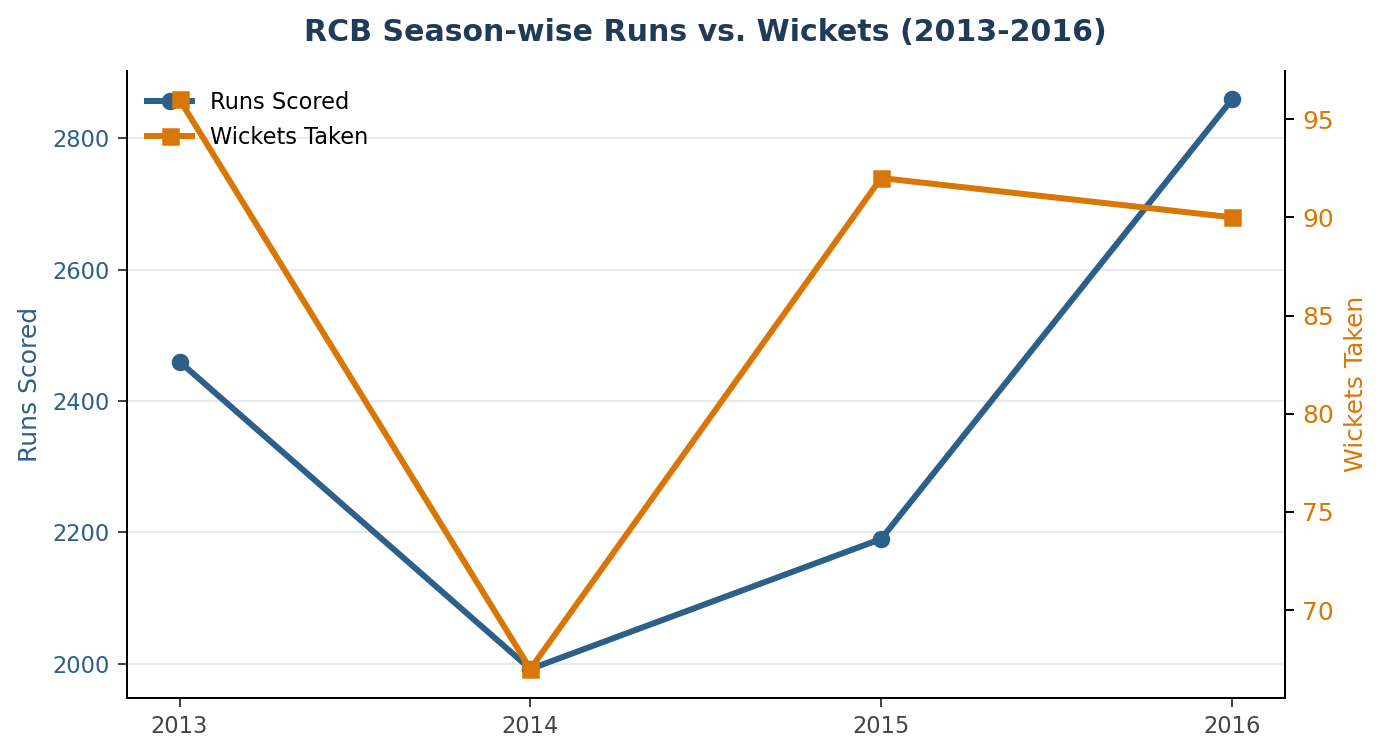 RCB Season-wise Runs vs. Wickets (2013-2016)
Runs Scored
Wickets Taken
Runs Scored
2800
2600
2400
2200
2000
95
90
85
80
75
70
Wickets Taken
2013 2014 2015 2016